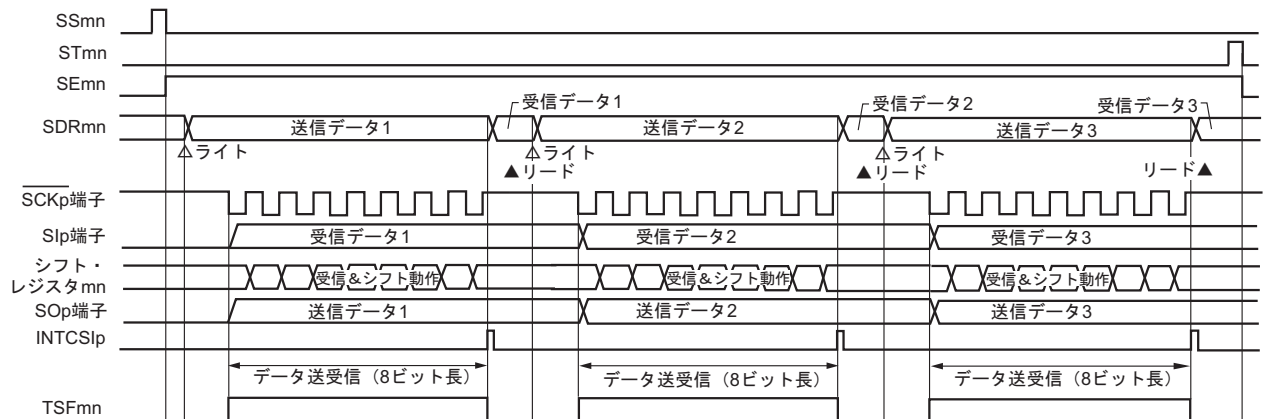 SSmn
STmn
SEmn
受信データ1 受信データ2 受信データ3
SDRmn 送信データ1 送信データ2 送信データ3
△ライト △ライト △ライト
▲リード ▲リード リード▲
SCKp端子
SIp端子 受信データ1 受信データ2 受信データ3
シフト・
レジスタmn 受信&シフト動作 受信&シフト動作 受信&シフト動作
SOp端子 送信データ1 送信データ2 送信データ3
INTCSIp
データ送受信（8ビット長） データ送受信（8ビット長） データ送受信（8ビット長）
TSFmn